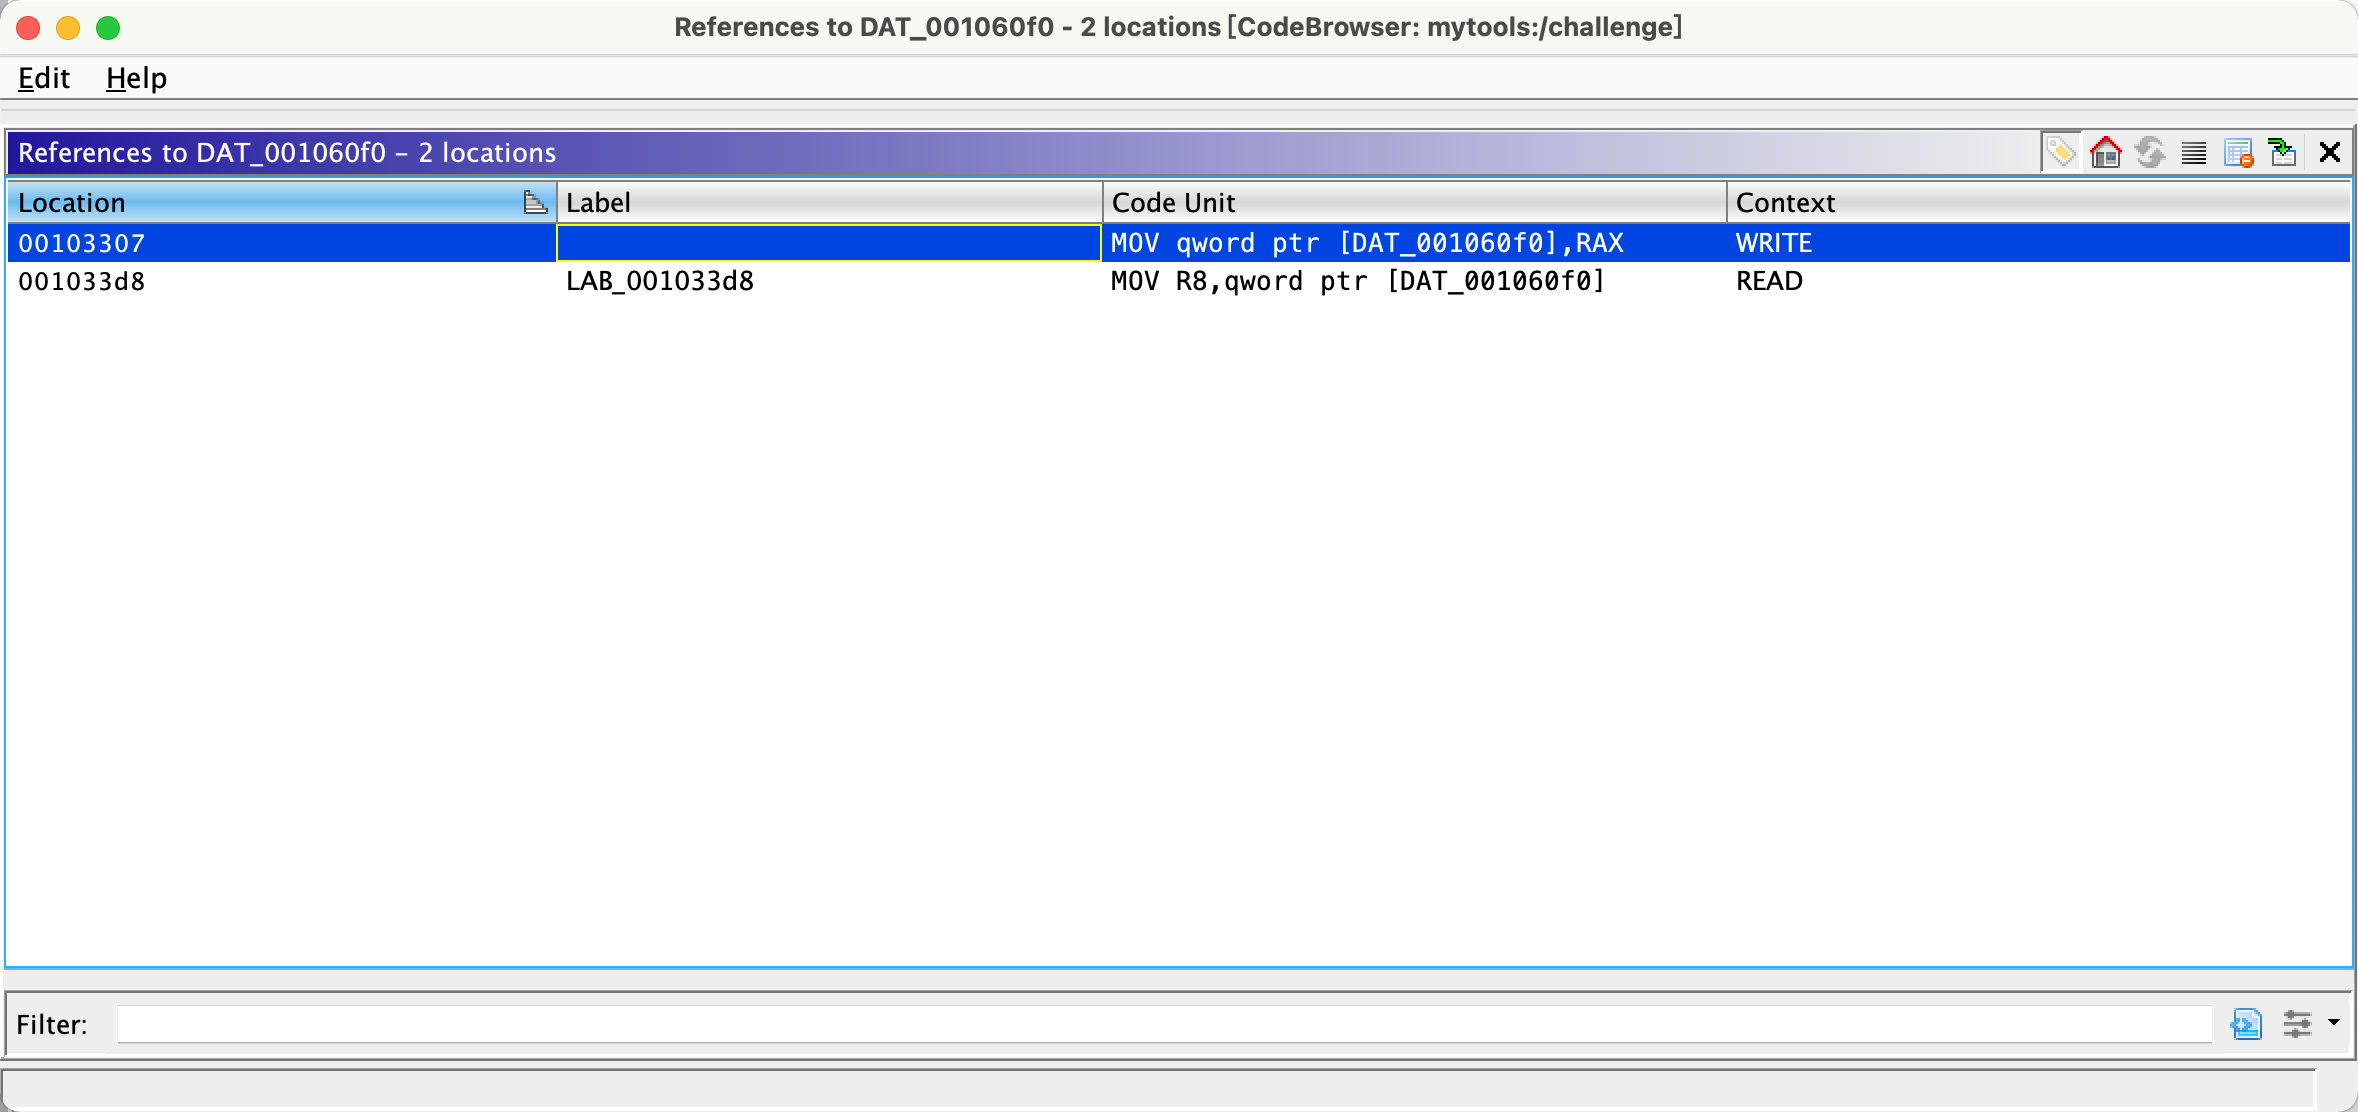 References to DAT_001060f0 - 2 locations [CodeBrowser: mytools:/challenge]
Edit Help
References to DAT_001060f0 – 2 locations
Location Label Code Unit Context
00103307 MOV qword ptr [DAT_001060f0],RAX WRITE
001033d8 LAB_001033d8 MOV R8,qword ptr [DAT_001060f0] READ
Filter: